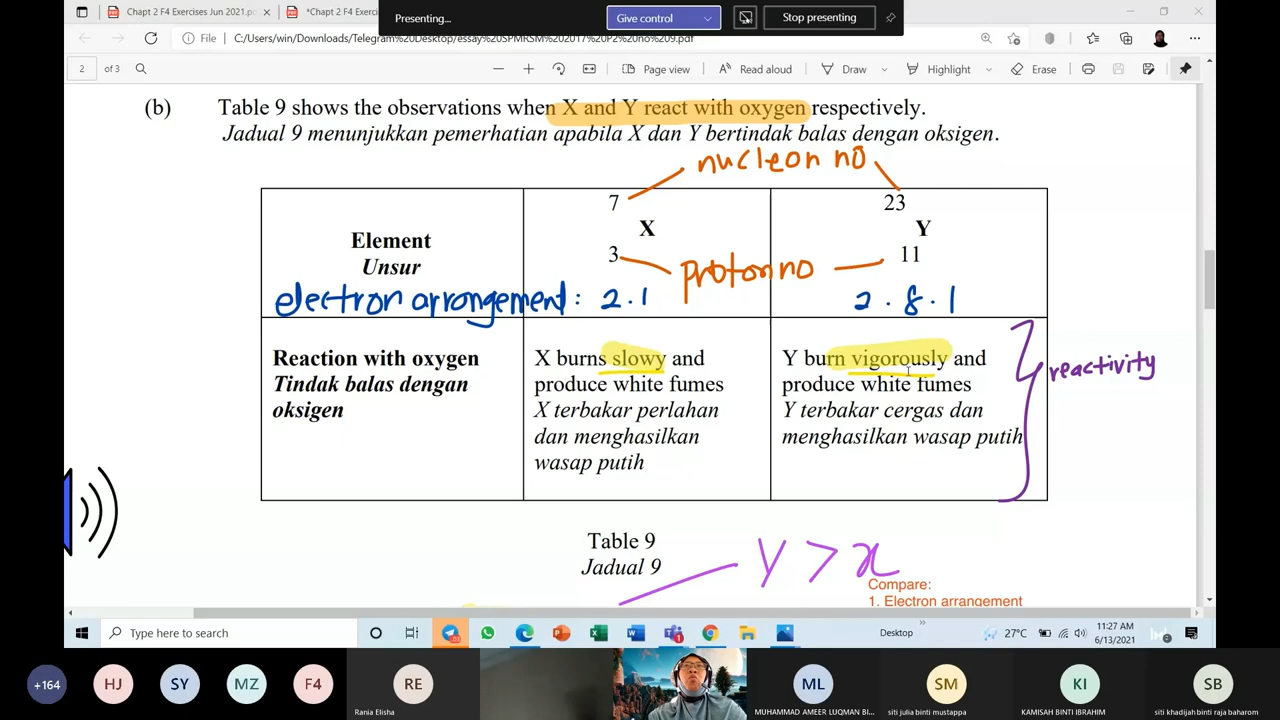 Chapt 2 F4 Exercises Jun 2021.p
*Chapt 2 F4 Exerci
Presenting...
Give control
Stop presenting
File
C:/Users/win/Downloads/Telegram%20Desktop/essay%20SPMRSM%202017%20P2%20no%209.pdf
2 of 3
Page view
Read aloud
Draw
Highlight
Erase
(b) Table 9 shows the observations when X and Y react with oxygen respectively.
Jadual 9 menunjukkan pemerhatian apabila X dan Y bertindak balas dengan oksigen.
nucleon no
7
23
Element
X
Y
Unsur
3
11
proton no
electron arrangement: 2.1
2.8.1
Reaction with oxygen
Tindak balas dengan
oksigen
X burns slowy and
produce white fumes
X terbakar perlahan
dan menghasilkan
wasap putih
Y burn vigorously and
produce white fumes
Y terbakar cergas dan
menghasilkan wasap putih
reactivity
Table 9
Jadual 9
Y > x
Compare:
1. Electron arrangement
Type here to search
Desktop
27°C
11:27 AM
6/13/2021
+164
HJ
SY
MZ
F4
RE
Rania Elisha
ML
MUHAMMAD AMEER LUQMAN BI...
SM
siti julia binti mustappa
KI
KAMISAH BINTI IBRAHIM
SB
siti khadijah binti raja baharom